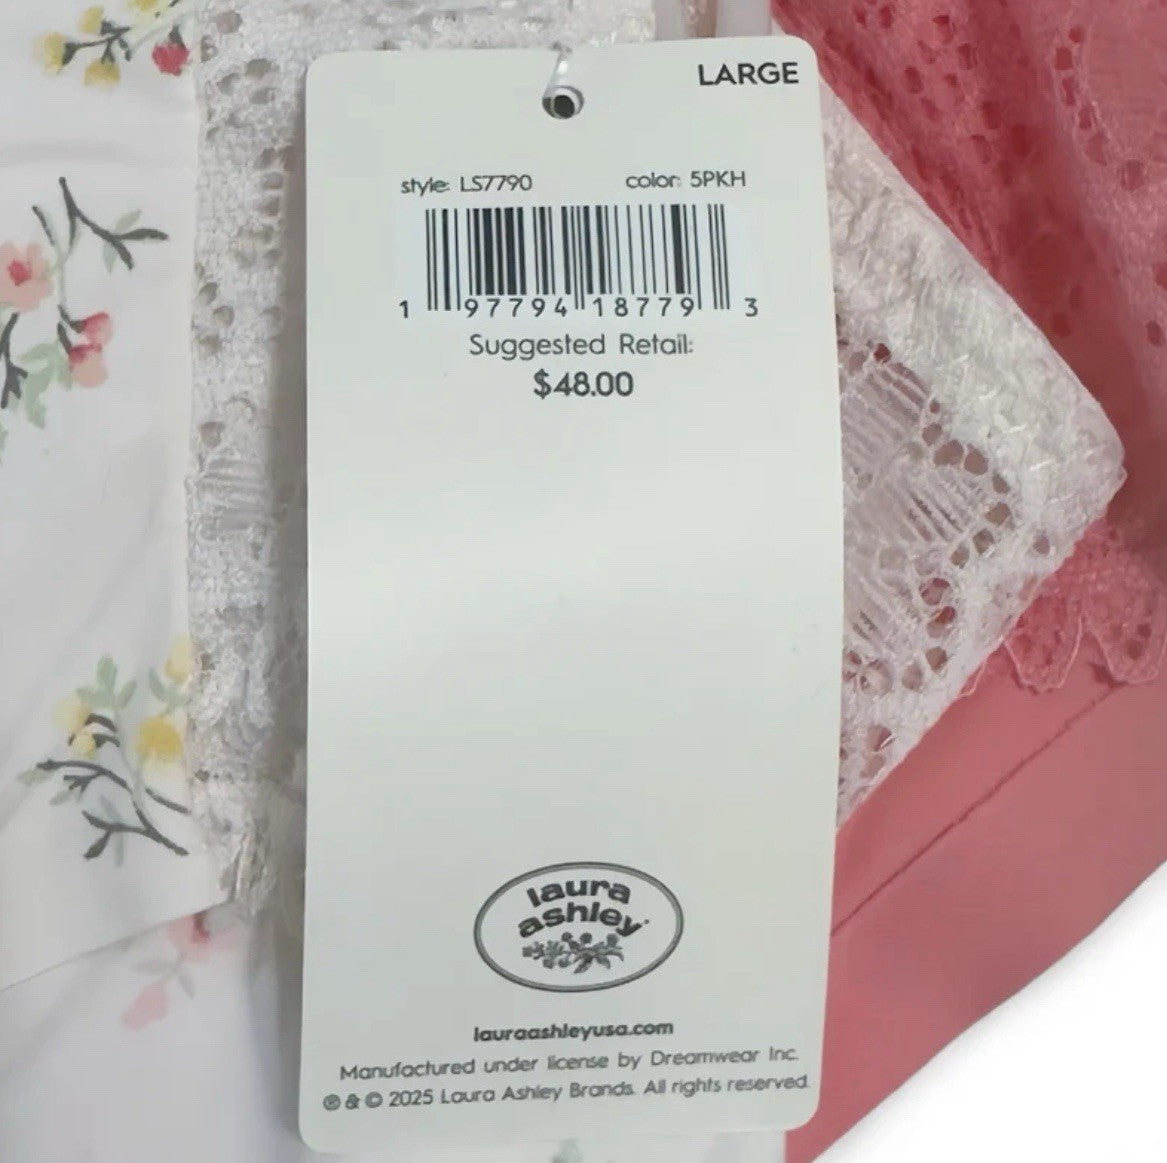 LARGE
style: LS7790 color: 5PKH
1 97794 18779 3
Suggested Retail:
$48.00
laura
ashley
lauraashleyusa.com
Manufactured under license by Dreamwear Inc.
℗ & © 2025 Laura Ashley Brands. All rights reserved.